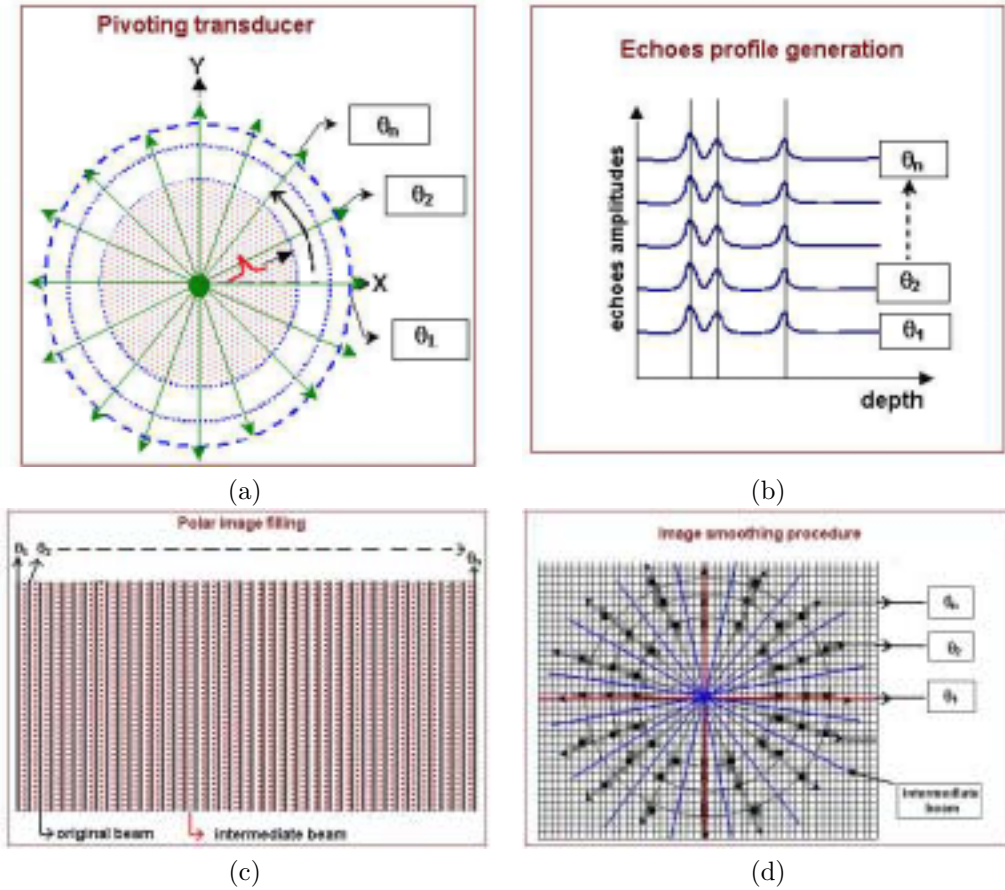 Pivoting transducer
Y
θn
θ2
X
θ1
(a)
Echoes profile generation
echoes amplitudes
θn
θ2
θ1
depth
(b)
Polar image filling
θ1 θ2
original beam intermediate beam
(c)
Image smoothing procedure
θn
θ2
θ1
Intermediate
beam
(d)